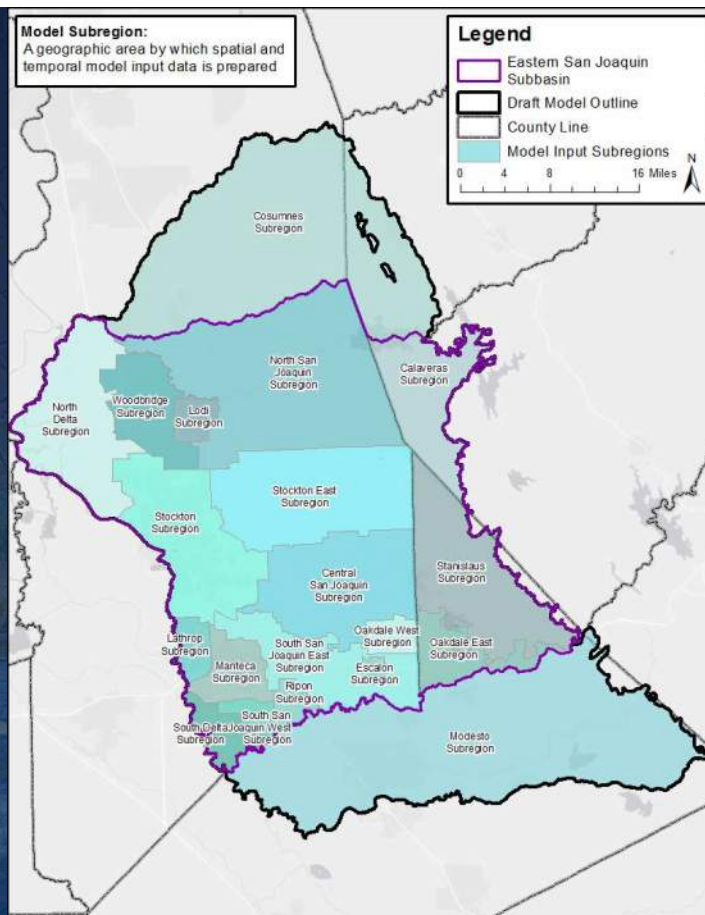 Model Subregion:
A geographic area by which spatial and
temporal model input data is prepared
Legend
Eastern San Joaquin
Subbasin
Draft Model Outline
County Line
Model Input Subregions
0 4 8 16 Miles
N
Cosumnes
Subregion
North San
Joaquin
Subregion
Calaveras
Subregion
Woodbridge
Subregion
Lodi
Subregion
North
Delta
Subregion
Stockton East
Subregion
Stockton
Subregion
Central
San Joaquin
Subregion
Stanislaus
Subregion
Lathrop
Subregion
Manteca
Subregion
South San
Joaquin East
Subregion
Oakdale West
Subregion
Oakdale East
Subregion
Escalon
Subregion
Ripon
Subregion
South Delta
Subregion
South San
Joaquin West
Subregion
Modesto
Subregion